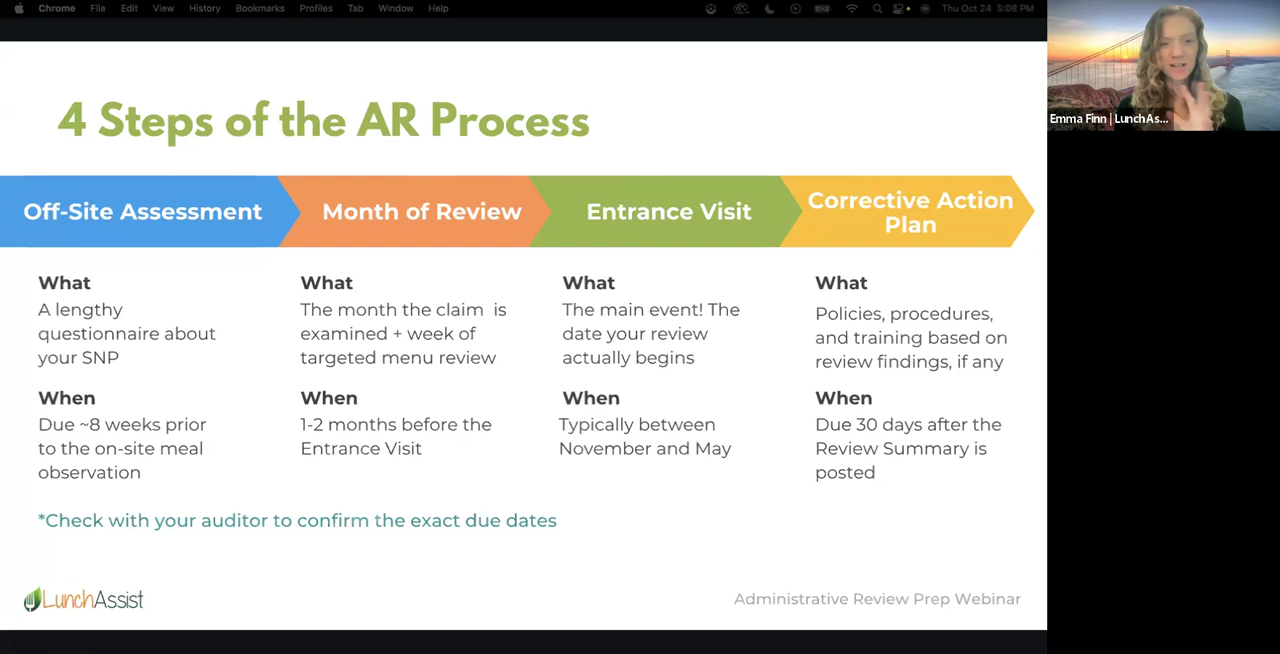 Chrome File Edit View History Bookmarks Profiles Tab Window Help
Thu Oct 24 5:08 PM
Emma Finn | LunchAs...
4 Steps of the AR Process
Off-Site Assessment
Month of Review
Entrance Visit
Corrective Action
Plan
What
A lengthy
questionnaire about
your SNP
When
Due ~8 weeks prior
to the on-site meal
observation
What
The month the claim is
examined + week of
targeted menu review
When
1-2 months before the
Entrance Visit
What
The main event! The
date your review
actually begins
When
Typically between
November and May
What
Policies, procedures,
and training based on
review findings, if any
When
Due 30 days after the
Review Summary is
posted
*Check with your auditor to confirm the exact due dates
LunchAssist
Administrative Review Prep Webinar